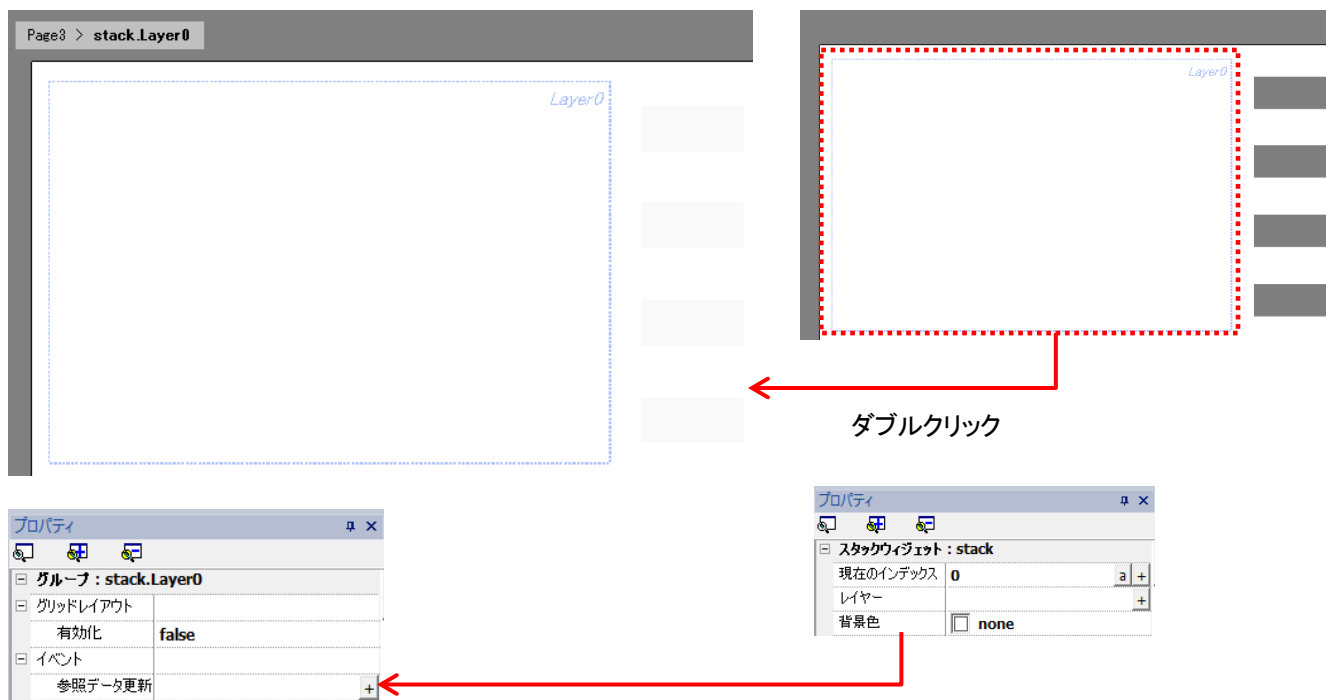 Page3 > stack.Layer0
Layer0
Layer0
ダブルクリック
プロパティ
グループ : stack.Layer0
グリッドレイアウト
有効化 false
イベント
参照データ更新 +
プロパティ
スタックウィジェット : stack
現在のインデックス 0 a +
レイヤー +
背景色 none